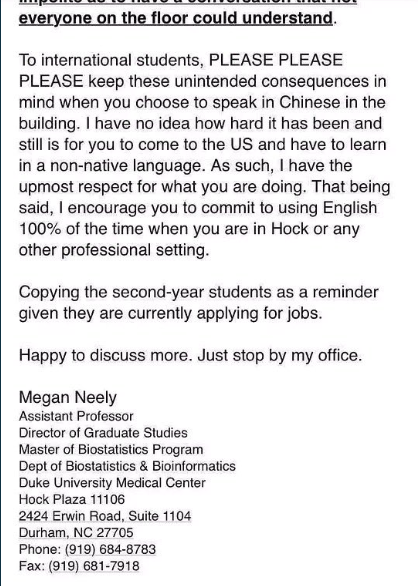 impolite as to have a conversation that not
everyone on the floor could understand.
To international students, PLEASE PLEASE
PLEASE keep these unintended consequences in
mind when you choose to speak in Chinese in the
building. I have no idea how hard it has been and
still is for you to come to the US and have to learn
in a non-native language. As such, I have the
upmost respect for what you are doing. That being
said, I encourage you to commit to using English
100% of the time when you are in Hock or any
other professional setting.
Copying the second-year students as a reminder
given they are currently applying for jobs.
Happy to discuss more. Just stop by my office.
Megan Neely
Assistant Professor
Director of Graduate Studies
Master of Biostatistics Program
Dept of Biostatistics & Bioinformatics
Duke University Medical Center
Hock Plaza 11106
2424 Erwin Road, Suite 1104
Durham, NC 27705
Phone: (919) 684-8783
Fax: (919) 681-7918